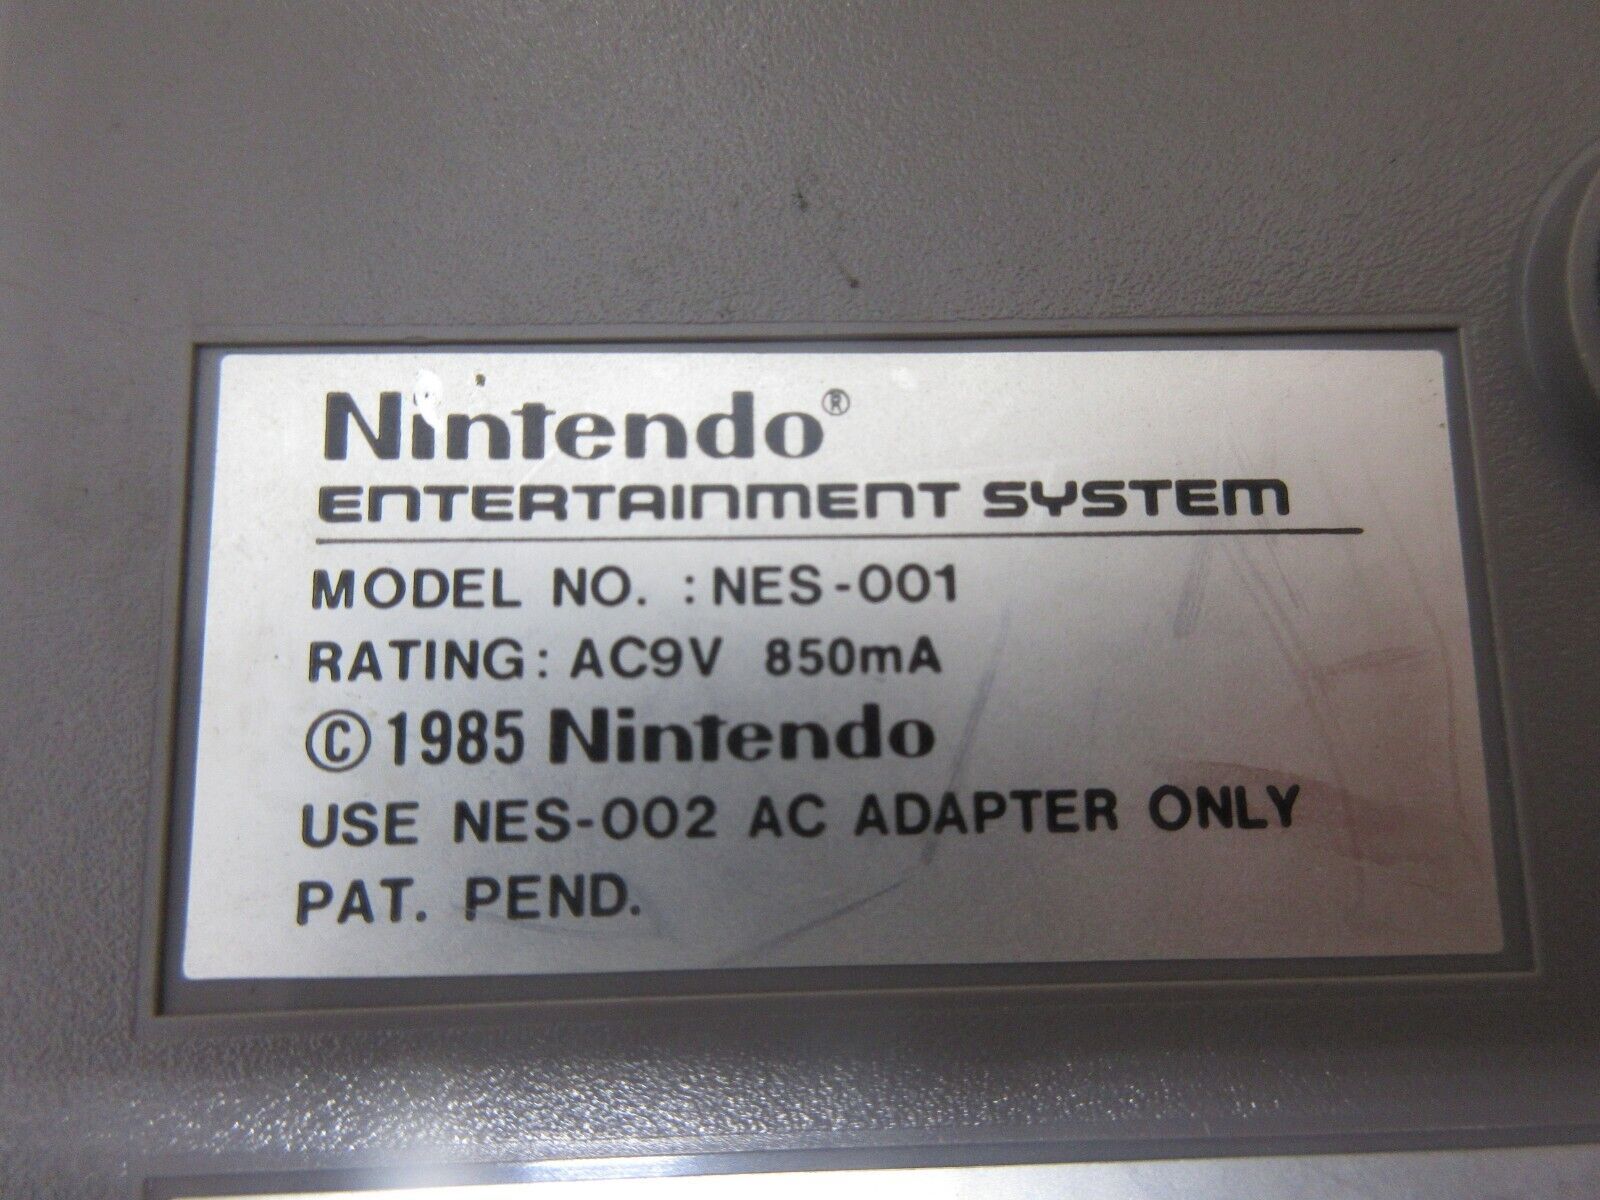 Nintendo®
ENTERTAINMENT SYSTEM
MODEL NO. : NES-001
RATING: AC9V 850mA
©1985 Nintendo
USE NES-002 AC ADAPTER ONLY
PAT. PEND.